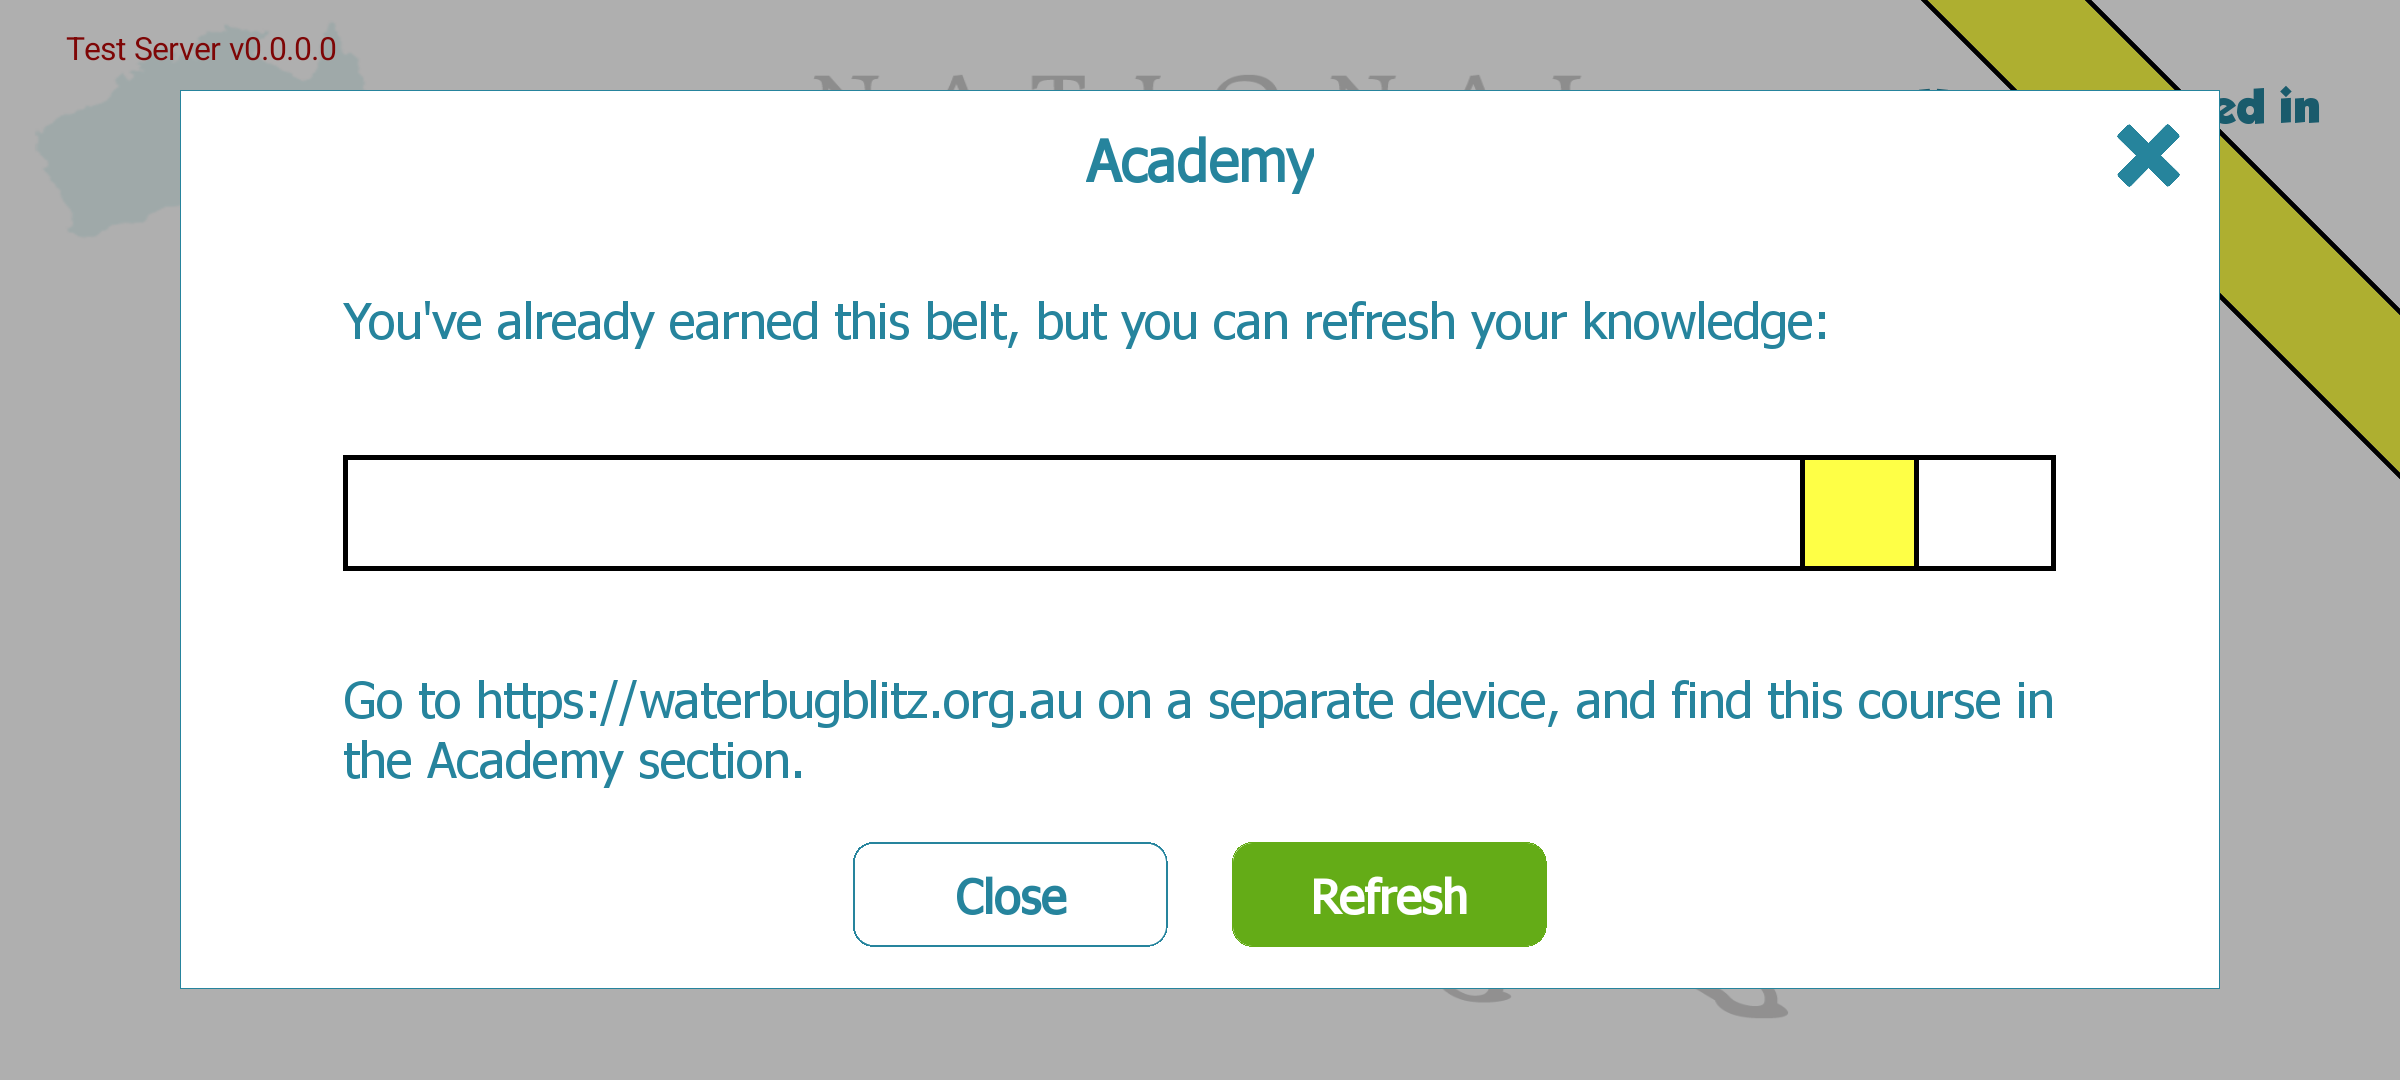 Test Server v0.0.0.0
Academy
You've already earned this belt, but you can refresh your knowledge:
Go to https://waterbugblitz.org.au on a separate device, and find this course in
the Academy section.
Close
Refresh